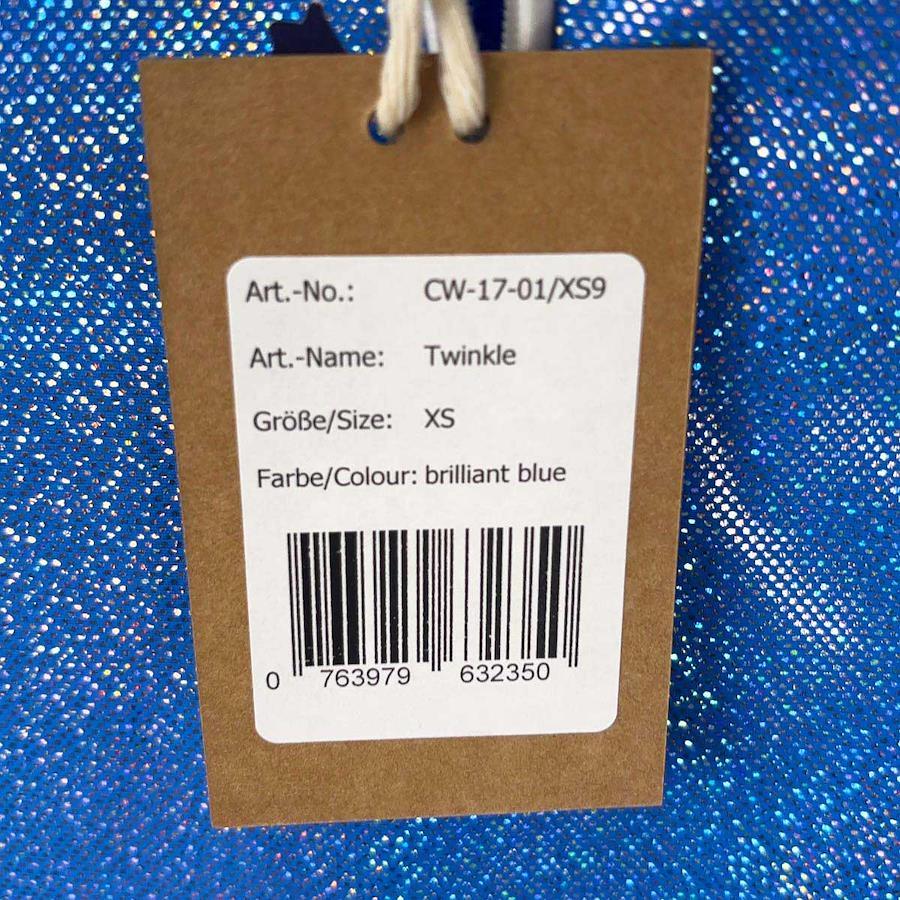 Art.-No.: CW-17-01/XS9
Art.-Name: Twinkle
Größe/Size: XS
Farbe/Colour: brilliant blue
0 763979 632350